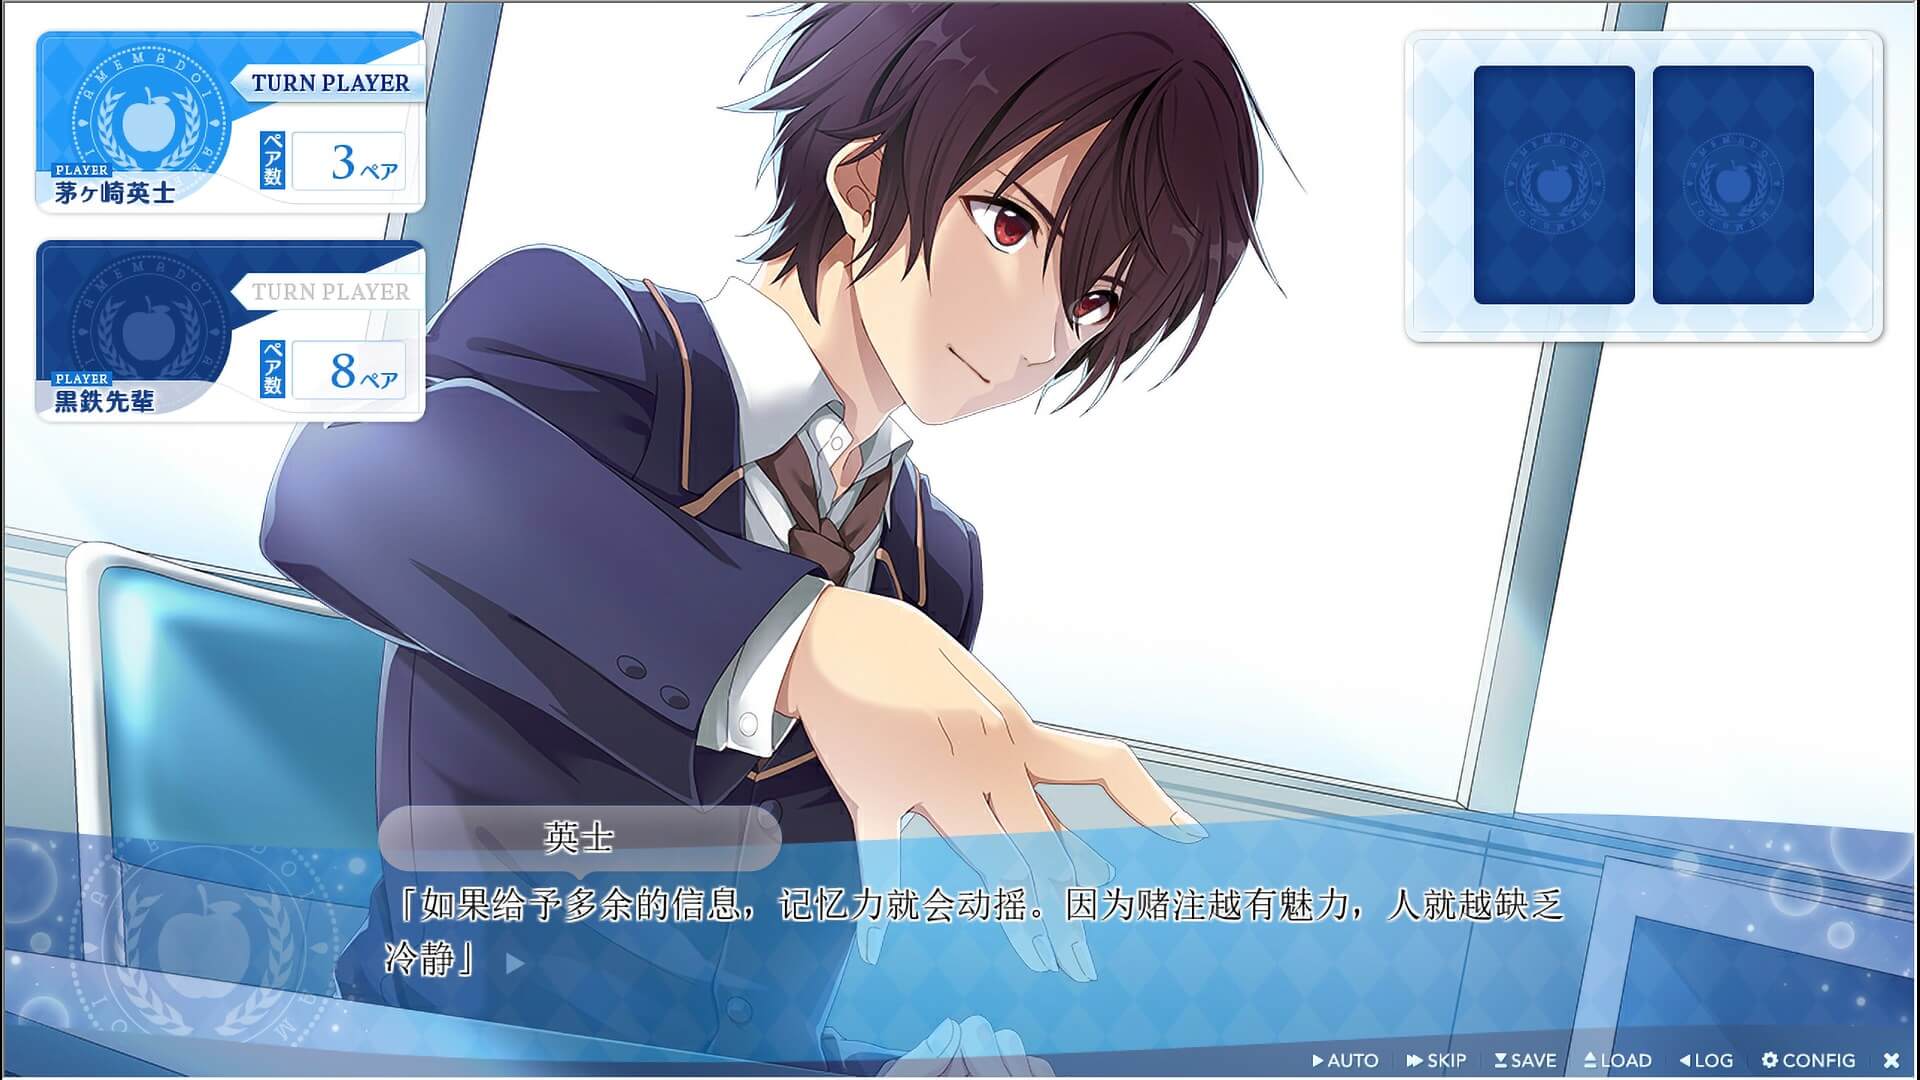 TURN PLAYER
ペア数
3ペア
PLAYER
茅ヶ崎英士
TURN PLAYER
ペア数
8ペア
PLAYER
黒鉄先輩
英士
「如果给予多余的信息，记忆力就会动摇。因为赌注越有魅力，人就越缺乏
冷静」
AUTO SKIP SAVE LOAD LOG CONFIG